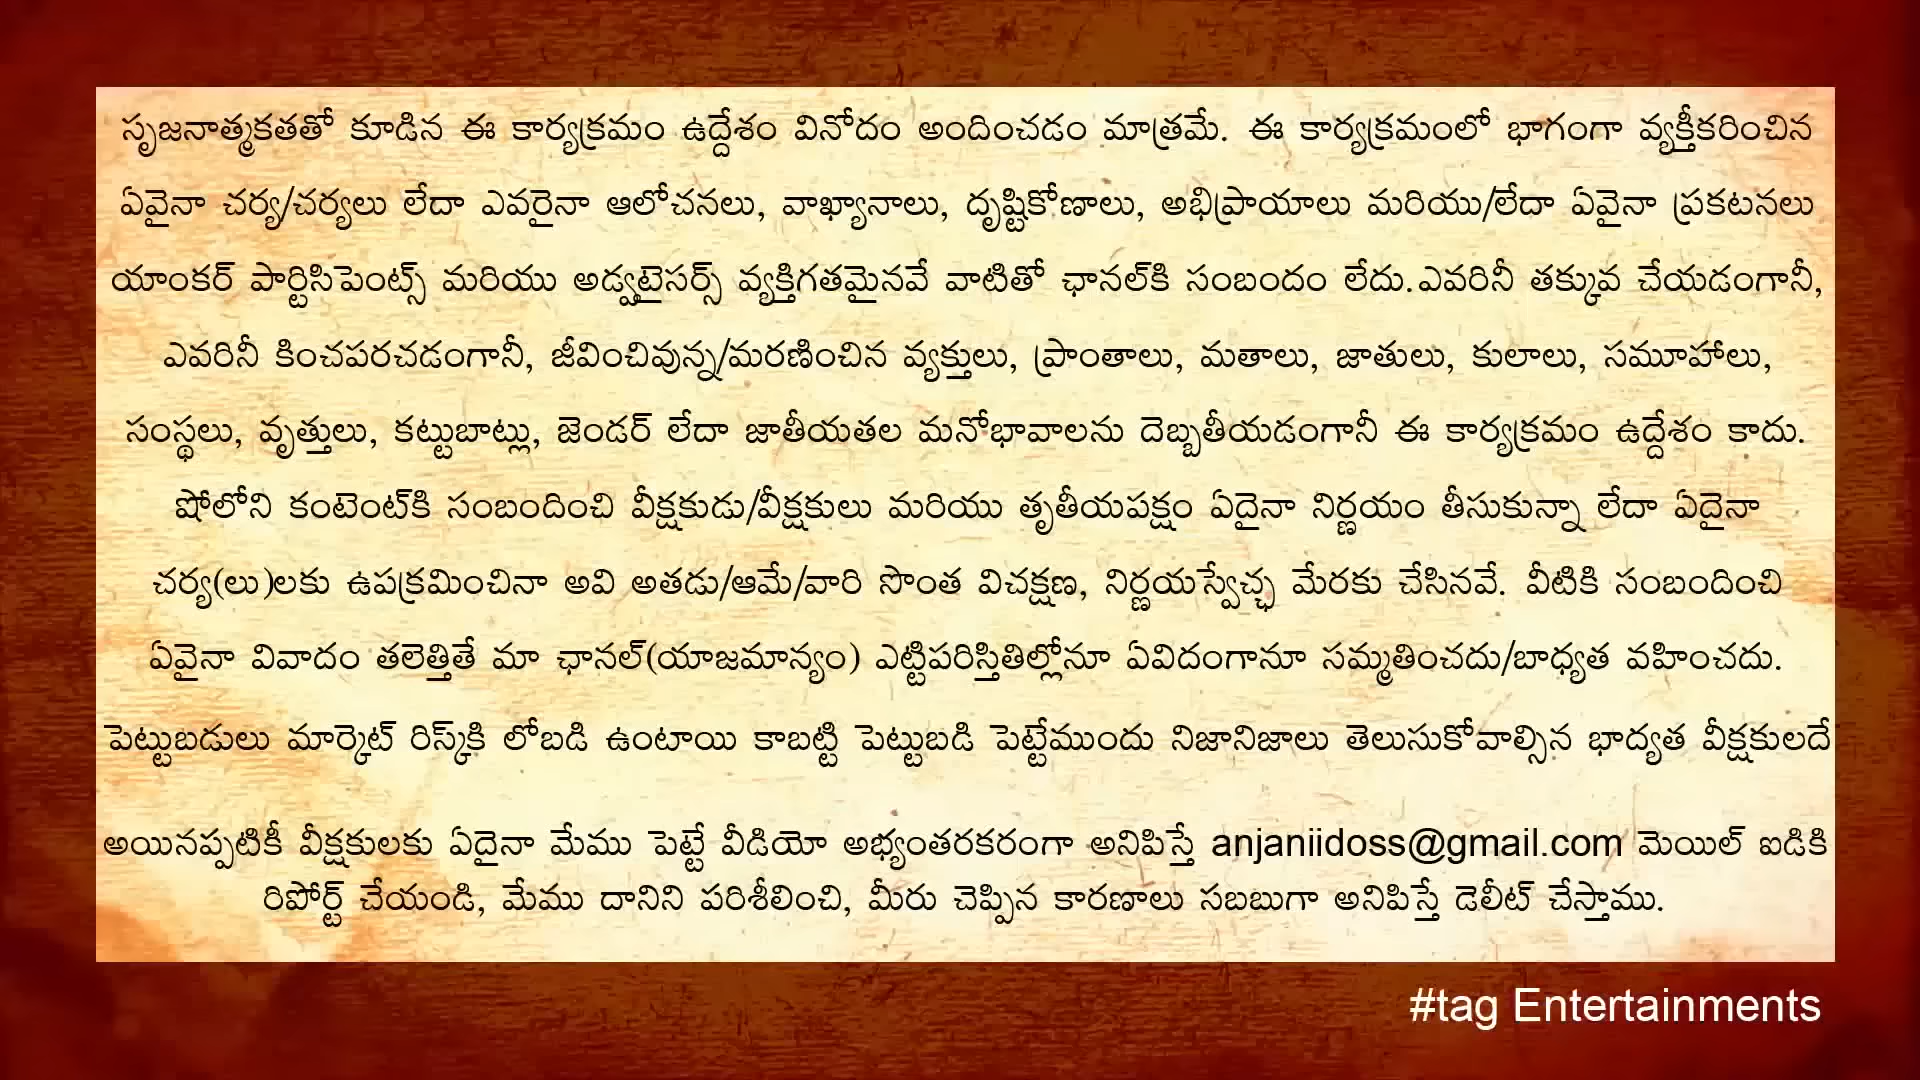 సృజనాత్మకతతో కూడిన ఈ కార్యక్రమం ఉద్దేశం వినోదం అందించడం మాత్రమే. ఈ కార్యక్రమంలో భాగంగా వ్యక్తీకరించిన
ఏవైనా చర్య/చర్యలు లేదా ఎవరైనా ఆలోచనలు, వాఖ్యానాలు, దృష్టికోణాలు, అభిప్రాయాలు మరియు/లేదా ఏవైనా ప్రకటనలు
యాంకర్ పార్టిసిపెంట్స్ మరియు అడ్వటైసర్స్ వ్యక్తిగతమైనవే వాటితో ఛానల్‌కి సంబందం లేదు.ఎవరినీ తక్కువ చేయడంగానీ,
ఎవరినీ కించపరచడంగానీ, జీవించివున్న/మరణించిన వ్యక్తులు, ప్రాంతాలు, మతాలు, జాతులు, కులాలు, సమూహాలు,
సంస్థలు, వృత్తులు, కట్టుబాట్లు, జెండర్ లేదా జాతీయతల మనోభావాలను దెబ్బతీయడంగానీ ఈ కార్యక్రమం ఉద్దేశం కాదు.
షోలోని కంటెంట్‌కి సంబందించి వీక్షకుడు/వీక్షకులు మరియు తృతీయపక్షం ఏదైనా నిర్ణయం తీసుకున్నా లేదా ఏదైనా
చర్య(లు)లకు ఉపక్రమించినా అవి అతడు/ఆమే/వారి సొంత విచక్షణ, నిర్ణయస్వేచ్ఛ మేరకు చేసినవే. వీటికి సంబందించి
ఏవైనా వివాదం తలెత్తితే మా ఛానల్(యాజమాన్యం) ఎట్టిపరిస్తితిల్లోనూ ఏవిదంగానూ సమ్మతించదు/బాధ్యత వహించదు.
పెట్టుబడులు మార్కెట్ రిస్క్‌కి లోబడి ఉంటాయి కాబట్టి పెట్టుబడి పెట్టేముందు నిజానిజాలు తెలుసుకోవాల్సిన భాద్యత వీక్షకులదే
అయినప్పటికీ వీక్షకులకు ఏదైనా మేము పెట్టే వీడియో అభ్యంతరకరంగా అనిపిస్తే anjaniidoss@gmail.com మెయిల్ ఐడికి
రిపోర్ట్ చేయండి, మేము దానిని పరిశీలించి, మీరు చెప్పిన కారణాలు సబబుగా అనిపిస్తే డెలీట్ చేస్తాము.
#tag Entertainments